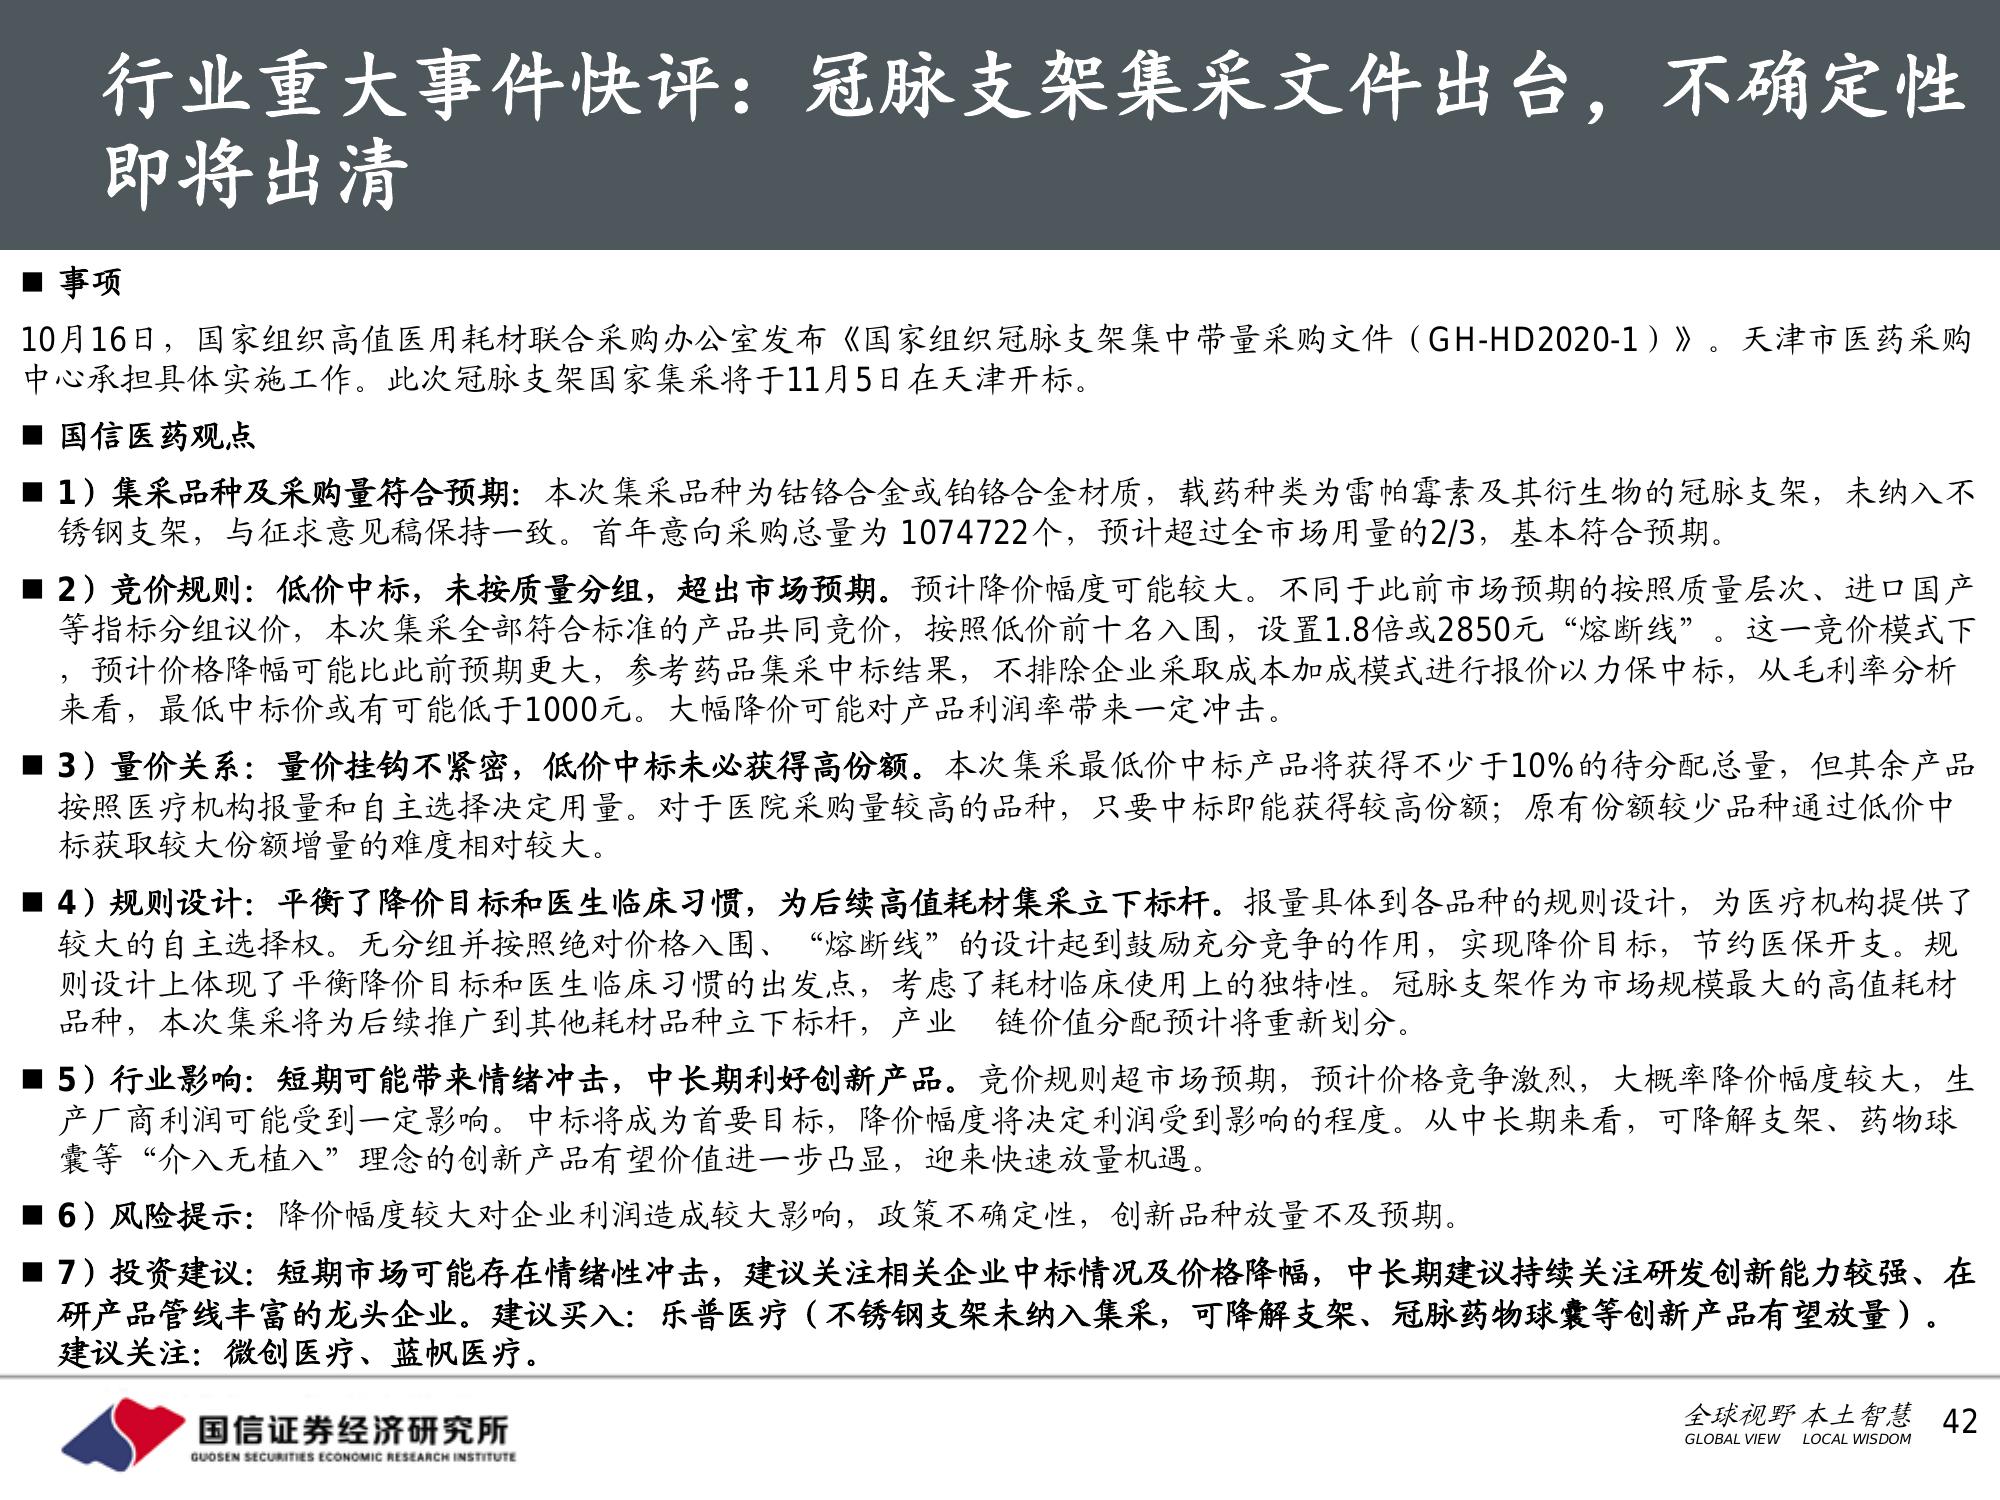 行业重大事件快评：冠脉支架集采文件出台，不确定性
即将出清
■ 事项
10月16日，国家组织高值医用耗材联合采购办公室发布《国家组织冠脉支架集中带量采购文件（GH-HD2020-1）》。天津市医药采购
中心承担具体实施工作。此次冠脉支架国家集采将于11月5日在天津开标。
■ 国信医药观点
■ 1）集采品种及采购量符合预期：本次集采品种为钴铬合金或铂铬合金材质，载药种类为雷帕霉素及其衍生物的冠脉支架，未纳入不
锈钢支架，与征求意见稿保持一致。首年意向采购总量为 1074722个，预计超过全市场用量的2/3，基本符合预期。
■ 2）竞价规则：低价中标，未按质量分组，超出市场预期。预计降价幅度可能较大。不同于此前市场预期的按照质量层次、进口国产
等指标分组议价，本次集采全部符合标准的产品共同竞价，按照低价前十名入围，设置1.8倍或2850元“熔断线”。这一竞价模式下
，预计价格降幅可能比此前预期更大，参考药品集采中标结果，不排除企业采取成本加成模式进行报价以力保中标，从毛利率分析
来看，最低中标价或有可能低于1000元。大幅降价可能对产品利润率带来一定冲击。
■ 3）量价关系：量价挂钩不紧密，低价中标未必获得高份额。本次集采最低价中标产品将获得不少于10%的待分配总量，但其余产品
按照医疗机构报量和自主选择决定用量。对于医院采购量较高的品种，只要中标即能获得较高份额；原有份额较少品种通过低价中
标获取较大份额增量的难度相对较大。
■ 4）规则设计：平衡了降价目标和医生临床习惯，为后续高值耗材集采立下标杆。报量具体到各品种的规则设计，为医疗机构提供了
较大的自主选择权。无分组并按照绝对价格入围、“熔断线”的设计起到鼓励充分竞争的作用，实现降价目标，节约医保开支。规
则设计上体现了平衡降价目标和医生临床习惯的出发点，考虑了耗材临床使用上的独特性。冠脉支架作为市场规模最大的高值耗材
品种，本次集采将为后续推广到其他耗材品种立下标杆，产业　链价值分配预计将重新划分。
■ 5）行业影响：短期可能带来情绪冲击，中长期利好创新产品。竞价规则超市场预期，预计价格竞争激烈，大概率降价幅度较大，生
产厂商利润可能受到一定影响。中标将成为首要目标，降价幅度将决定利润受到影响的程度。从中长期来看，可降解支架、药物球
囊等“介入无植入”理念的创新产品有望价值进一步凸显，迎来快速放量机遇。
■ 6）风险提示：降价幅度较大对企业利润造成较大影响，政策不确定性，创新品种放量不及预期。
■ 7）投资建议：短期市场可能存在情绪性冲击，建议关注相关企业中标情况及价格降幅，中长期建议持续关注研发创新能力较强、在
研产品管线丰富的龙头企业。建议买入：乐普医疗（不锈钢支架未纳入集采，可降解支架、冠脉药物球囊等创新产品有望放量）。
建议关注：微创医疗、蓝帆医疗。
国信证券经济研究所
GUOSEN SECURITIES ECONOMIC RESEARCH INSTITUTE
全球视野 本土智慧
GLOBAL VIEW LOCAL WISDOM
42